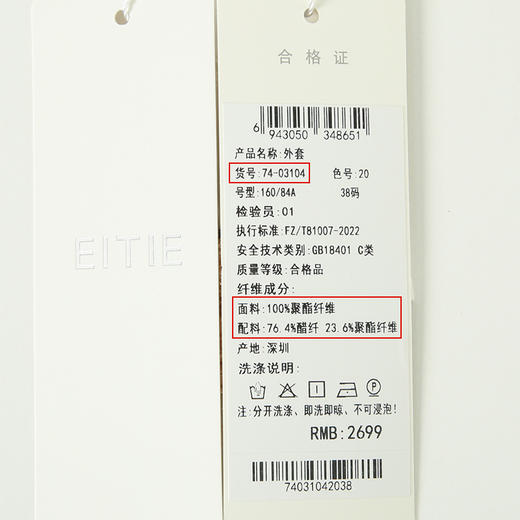 EITIE
合格证
6 943050 348651
产品名称:外套
货号:74-03104 色号:20
号型:160/84A 38码
检验员:01
执行标准:FZ/T81007-2022
安全技术类别:GB18401 C类
质量等级:合格品
纤维成分:
面料:100%聚酯纤维
配料:76.4%醋纤 23.6%聚酯纤维
产地:深圳
洗涤说明:
注:分开洗涤、即洗即晾、不可浸泡!
RMB:2699
74031042038